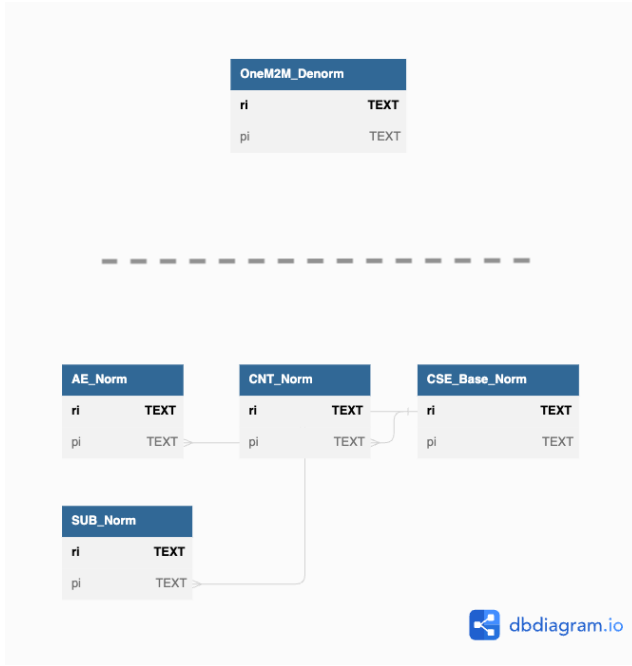 OneM2M_Denorm
ri TEXT
pi TEXT
AE_Norm
ri TEXT
pi TEXT
CNT_Norm
ri TEXT
pi TEXT
CSE_Base_Norm
ri TEXT
pi TEXT
SUB_Norm
ri TEXT
pi TEXT
dbdiagram.io